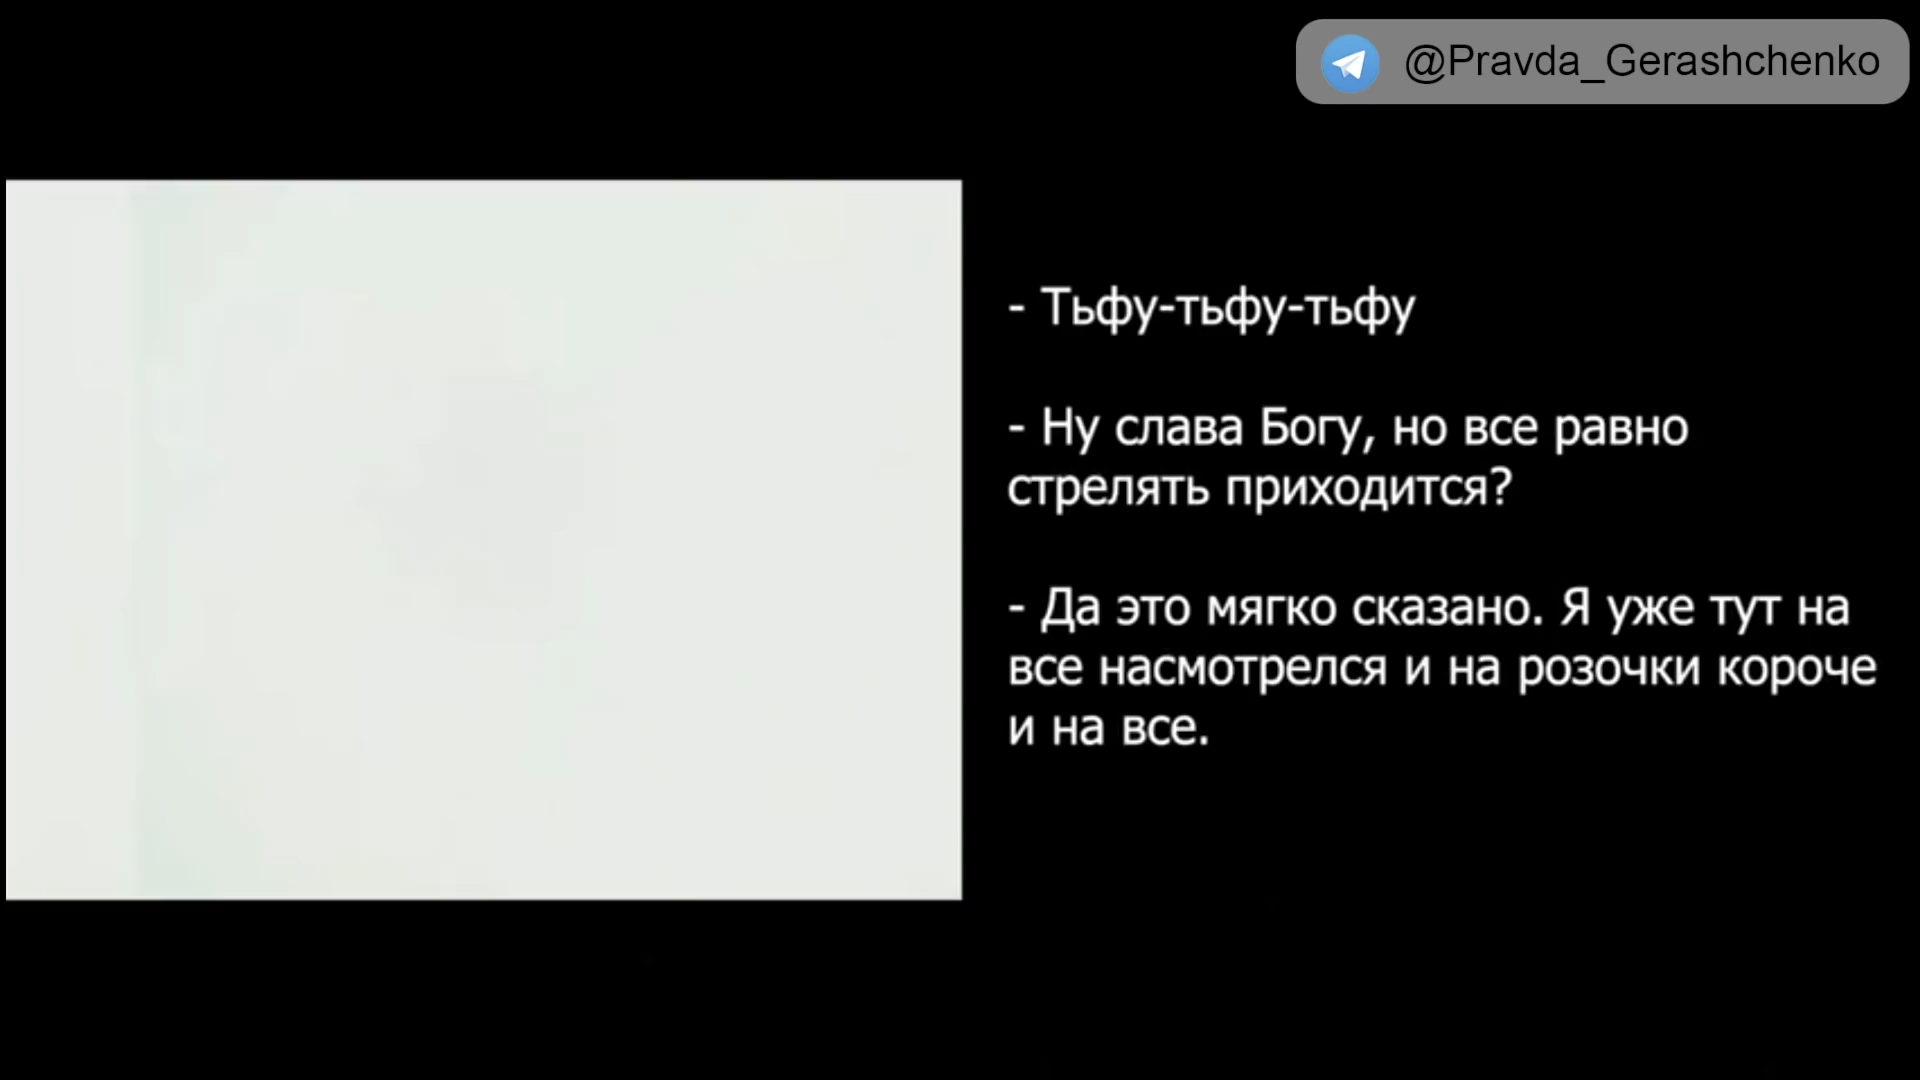 @Pravda_Gerashchenko
- Тьфу-тьфу-тьфу
- Ну слава Богу, но все равно
стрелять приходится?
- Да это мягко сказано. Я уже тут на
все насмотрелся и на розочки короче
и на все.